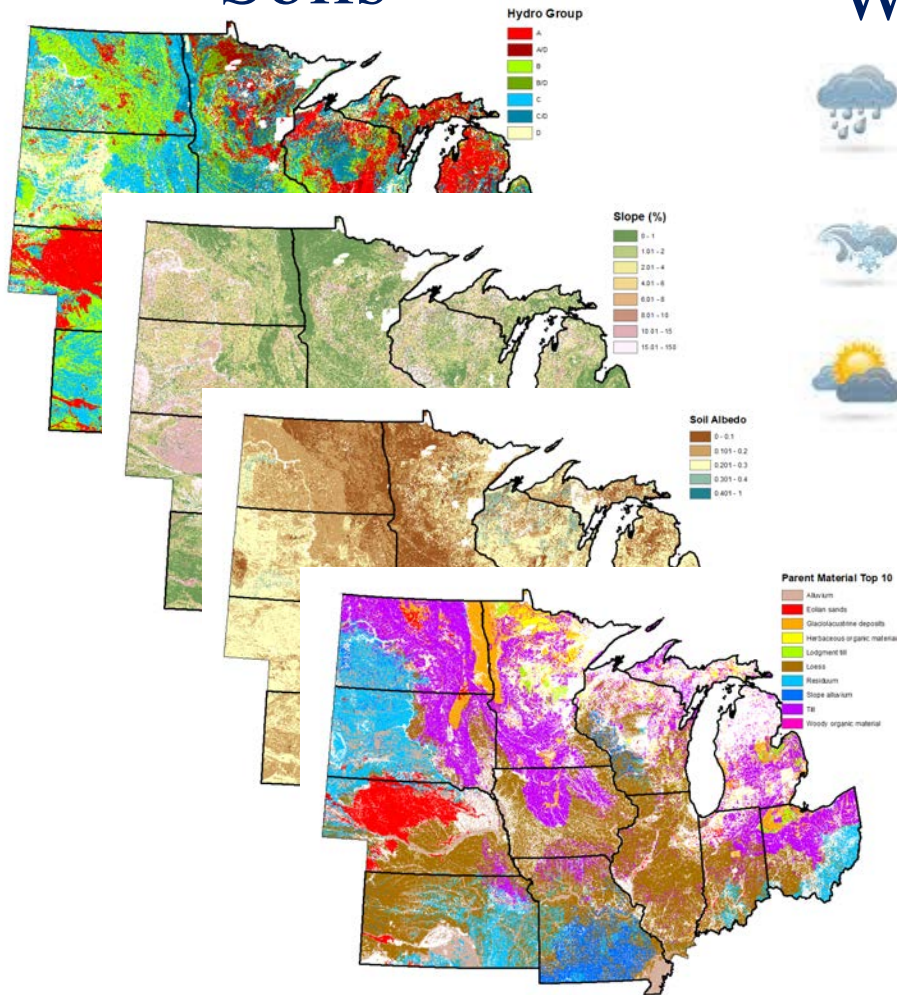 Soils
W
Hydro Group
A
A/D
B
B/D
C
C/D
D
Slope (%)
0 - 1
1.01 - 2
2.01 - 4
4.01 - 6
6.01 - 8
8.01 - 10
10.01 - 15
15.01 - 150
Soil Albedo
0 - 0.1
0.101 - 0.2
0.201 - 0.3
0.301 - 0.4
0.401 - 1
Parent Material Top 10
Alluvium
Eolian sands
Glaciolacustrine deposits
Herbaceous organic material
Lodgment till
Loess
Residuum
Slope alluvium
Till
Woody organic material